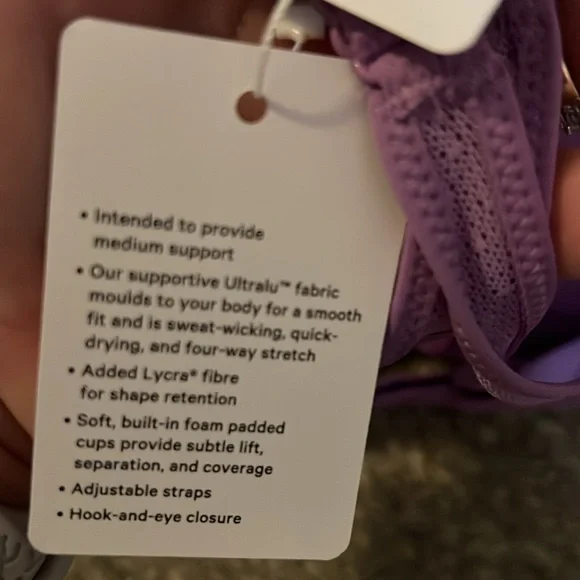 • Intended to provide
medium support
• Our supportive Ultralu™ fabric
moulds to your body for a smooth
fit and is sweat-wicking, quick-
drying, and four-way stretch
• Added Lycra® fibre
for shape retention
• Soft, built-in foam padded
cups provide subtle lift,
separation, and coverage
• Adjustable straps
• Hook-and-eye closure